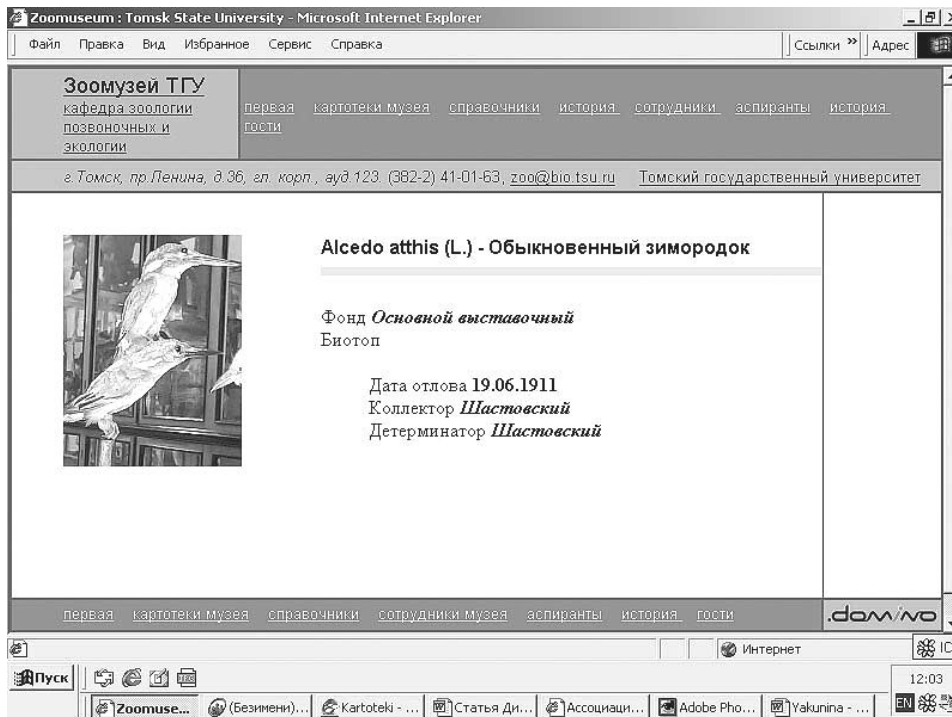 Zoomuseum : Tomsk State University - Microsoft Internet Explorer
Файл Правка Вид Избранное Сервис Справка Ссылки » Адрес
Зоомузей ТГУ
кафедра зоологии
позвоночных и
экологии
первая картотеки музея справочники история сотрудники аспиранты история
гости
г.Томск, пр.Ленина, д.36, гл. корп., ауд.123. (382-2) 41-01-63, zoo@bio.tsu.ru Томский государственный университет
Alcedo atthis (L.) - Обыкновенный зимородок
Фонд Основной выставочный
Биотоп
Дата отлова 19.06.1911
Коллектор Шастовский
Детерминатор Шастовский
первая картотеки музея справочники сотрудники музея аспиранты история гости
.domino
Интернет
IC
Пуск
12:03
Zoomuse... (Безимени)... Kartoteki - ... Статья Ди... Ассоциаци... Adobe Pho... Yakunina - ... EN